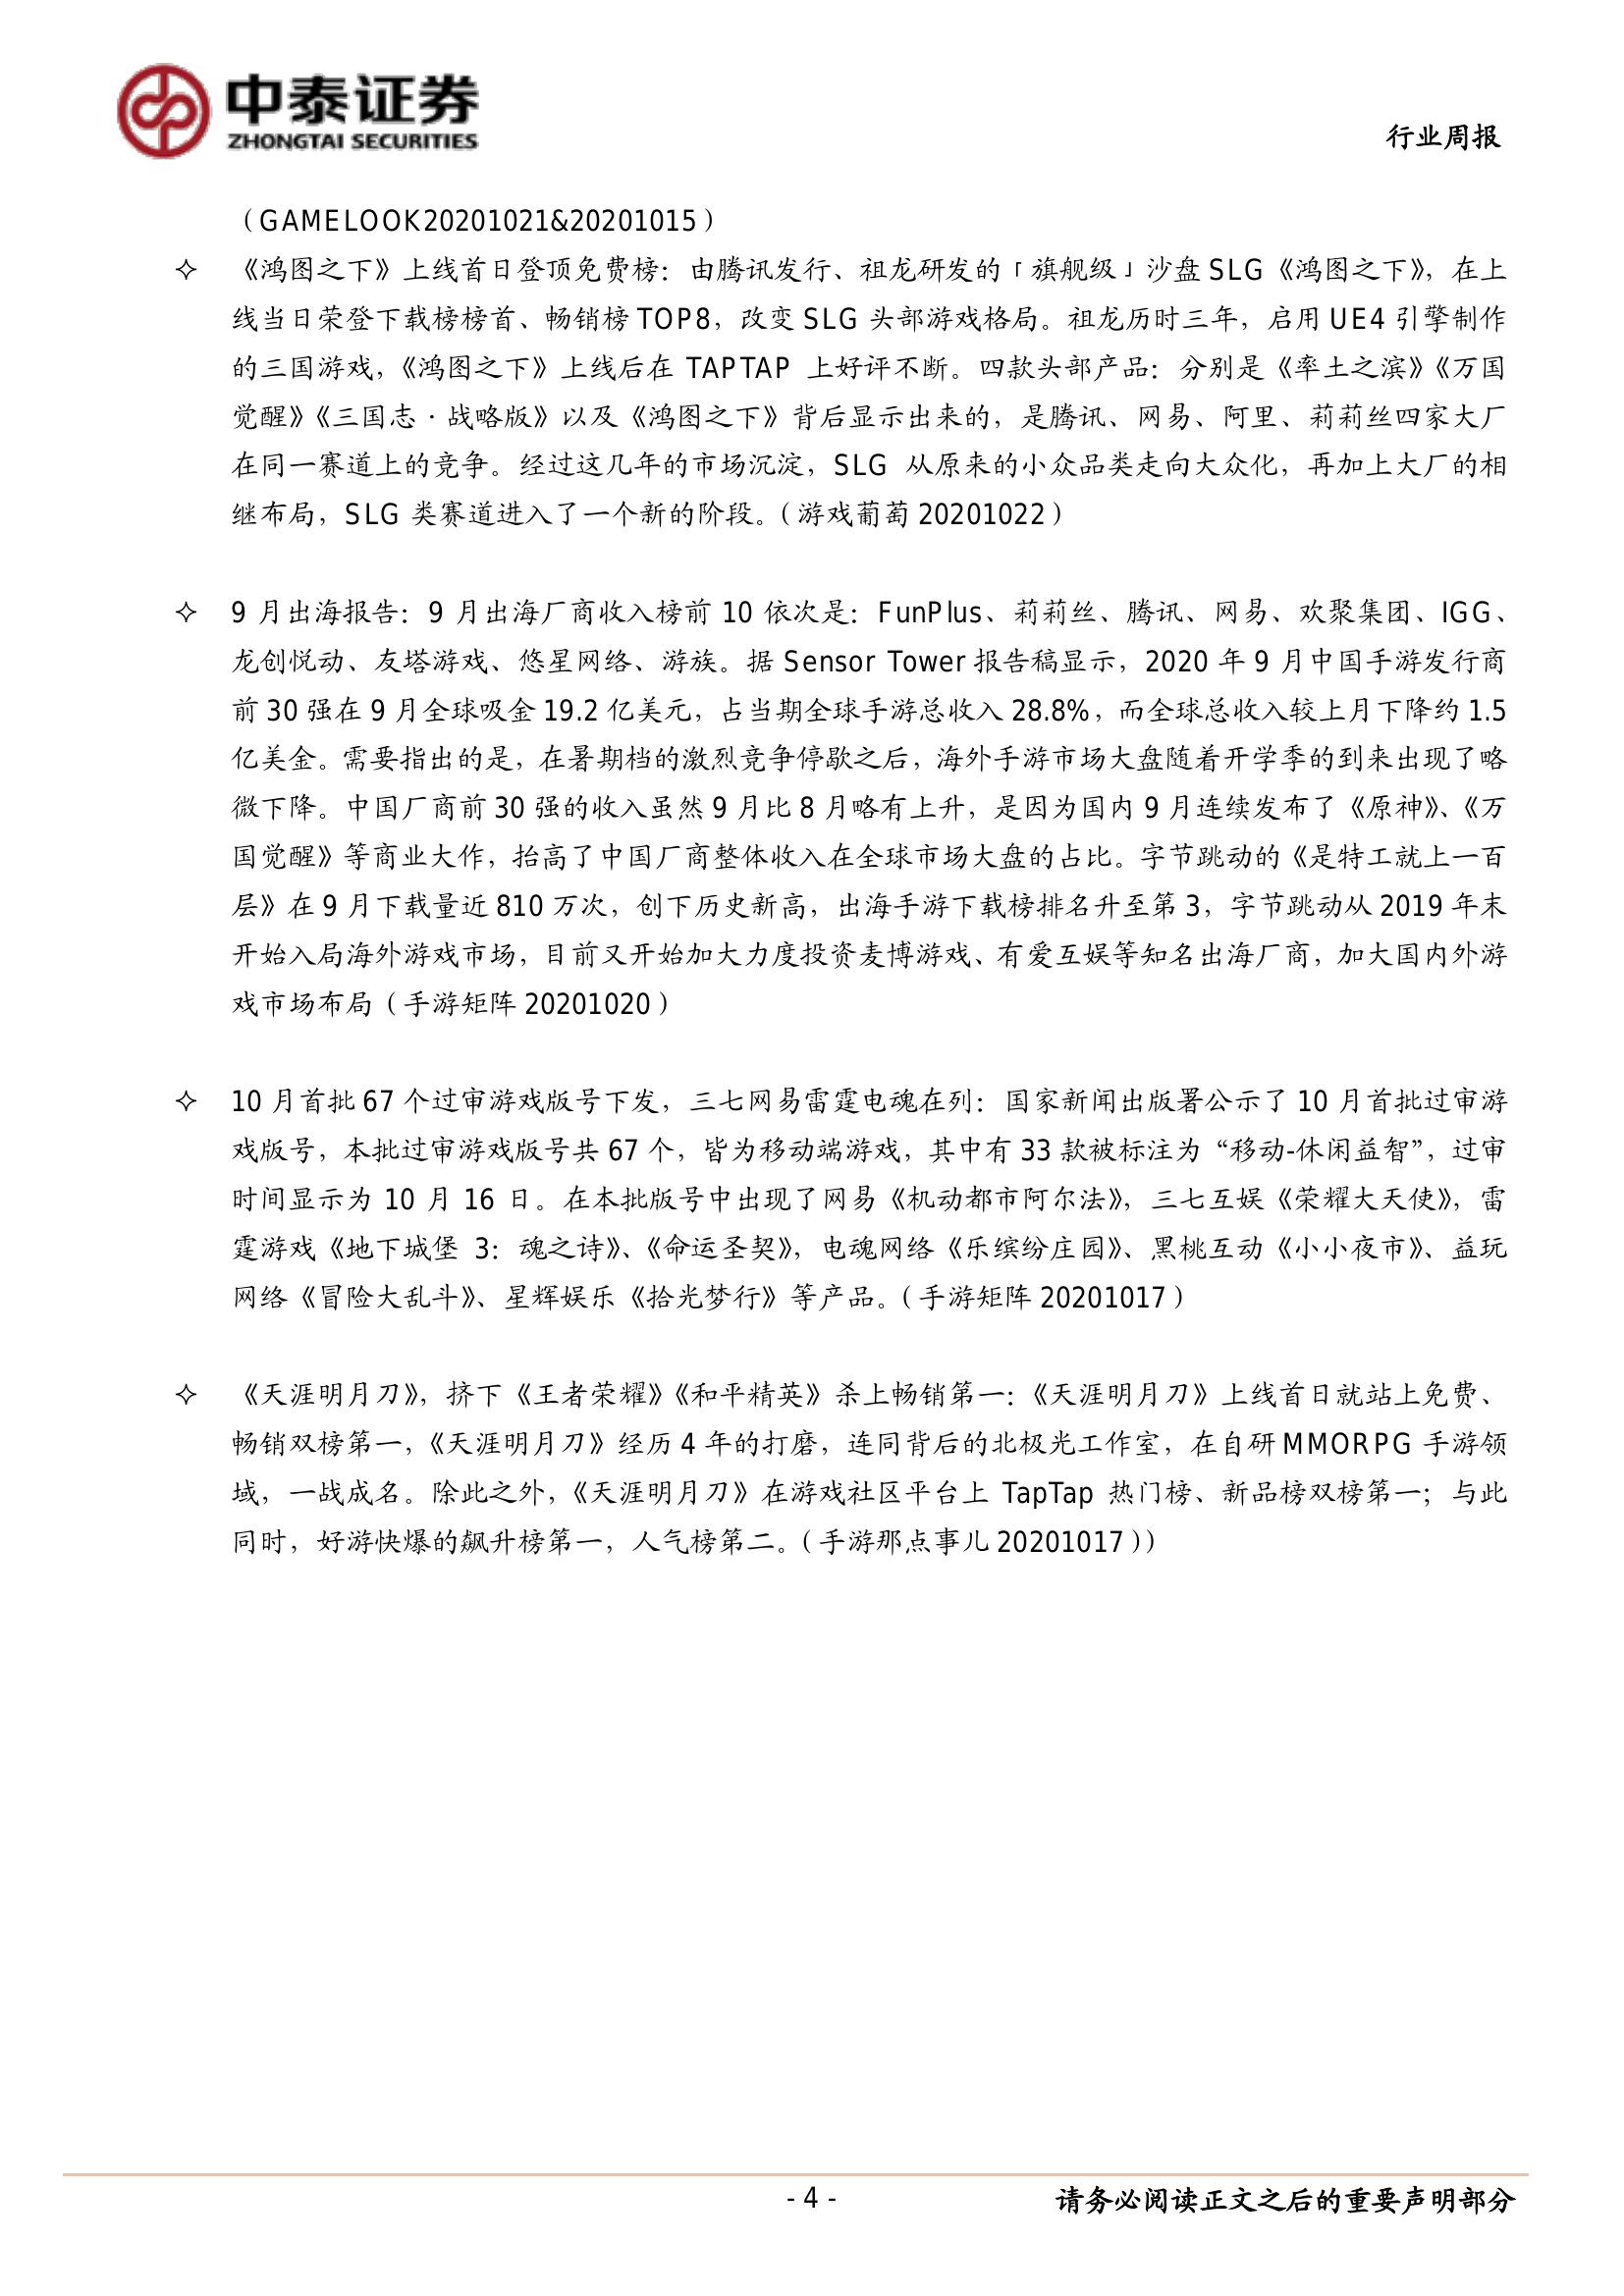 中泰证券
ZHONGTAI SECURITIES
行业周报
（GAMELOOK20201021&20201015）
✧ 《鸿图之下》上线首日登顶免费榜：由腾讯发行、祖龙研发的「旗舰级」沙盘 SLG《鸿图之下》，在上
线当日荣登下载榜榜首、畅销榜 TOP8，改变 SLG 头部游戏格局。祖龙历时三年，启用 UE4 引擎制作
的三国游戏，《鸿图之下》上线后在 TAPTAP 上好评不断。四款头部产品：分别是《率土之滨》《万国
觉醒》《三国志·战略版》以及《鸿图之下》背后显示出来的，是腾讯、网易、阿里、莉莉丝四家大厂
在同一赛道上的竞争。经过这几年的市场沉淀，SLG 从原来的小众品类走向大众化，再加上大厂的相
继布局，SLG 类赛道进入了一个新的阶段。（游戏葡萄 20201022）
✧ 9 月出海报告：9 月出海厂商收入榜前 10 依次是：FunPlus、莉莉丝、腾讯、网易、欢聚集团、IGG、
龙创悦动、友塔游戏、悠星网络、游族。据 Sensor Tower 报告稿显示，2020 年 9 月中国手游发行商
前 30 强在 9 月全球吸金 19.2 亿美元，占当期全球手游总收入 28.8%，而全球总收入较上月下降约 1.5
亿美金。需要指出的是，在暑期档的激烈竞争停歇之后，海外手游市场大盘随着开学季的到来出现了略
微下降。中国厂商前 30 强的收入虽然 9 月比 8 月略有上升，是因为国内 9 月连续发布了《原神》、《万
国觉醒》等商业大作，抬高了中国厂商整体收入在全球市场大盘的占比。字节跳动的《是特工就上一百
层》在 9 月下载量近 810 万次，创下历史新高，出海手游下载榜排名升至第 3，字节跳动从 2019 年末
开始入局海外游戏市场，目前又开始加大力度投资麦博游戏、有爱互娱等知名出海厂商，加大国内外游
戏市场布局（手游矩阵 20201020）
✧ 10 月首批 67 个过审游戏版号下发，三七网易雷霆电魂在列：国家新闻出版署公示了 10 月首批过审游
戏版号，本批过审游戏版号共 67 个，皆为移动端游戏，其中有 33 款被标注为“移动-休闲益智”，过审
时间显示为 10 月 16 日。在本批版号中出现了网易《机动都市阿尔法》，三七互娱《荣耀大天使》，雷
霆游戏《地下城堡 3：魂之诗》、《命运圣契》，电魂网络《乐缤纷庄园》、黑桃互动《小小夜市》、益玩
网络《冒险大乱斗》、星辉娱乐《拾光梦行》等产品。（手游矩阵 20201017）
✧ 《天涯明月刀》，挤下《王者荣耀》《和平精英》杀上畅销第一：《天涯明月刀》上线首日就站上免费、
畅销双榜第一，《天涯明月刀》经历 4 年的打磨，连同背后的北极光工作室，在自研 MMORPG 手游领
域，一战成名。除此之外，《天涯明月刀》在游戏社区平台上 TapTap 热门榜、新品榜双榜第一；与此
同时，好游快爆的飙升榜第一，人气榜第二。（手游那点事儿 20201017））
- 4 -
请务必阅读正文之后的重要声明部分